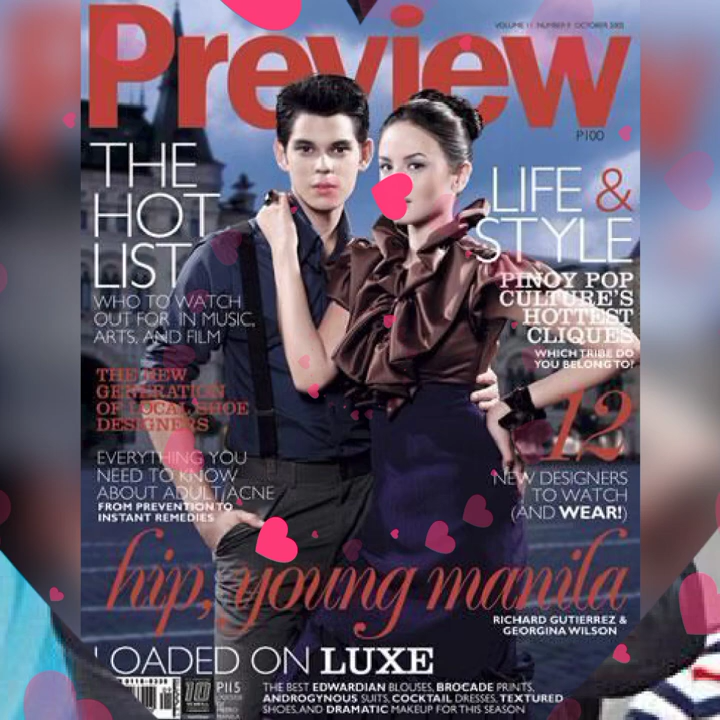 VOLUME 11 NUMBER 9 OCTOBER 2005
Preview
P100
THE
HOT
LIST
WHO TO WATCH
OUT FOR IN MUSIC,
ARTS, AND FILM
THE NEW
GENERATION
OF LOCAL SHOE
DESIGNERS
EVERYTHING YOU
NEED TO KNOW
ABOUT ADULT ACNE
FROM PREVENTION TO
INSTANT REMEDIES
LIFE &
STYLE
PINOY POP
CULTURE'S
HOTTEST
CLIQUES
WHICH TRIBE DO
YOU BELONG TO?
12
NEW DESIGNERS
TO WATCH
(AND WEAR!)
hip, young manila
RICHARD GUTIERREZ &
GEORGINA WILSON
LOADED ON LUXE
THE BEST EDWARDIAN BLOUSES, BROCADE PRINTS,
ANDROGYNOUS SUITS, COCKTAIL DRESSES, TEXTURED
SHOES, AND DRAMATIC MAKEUP FOR THIS SEASON
10
P115